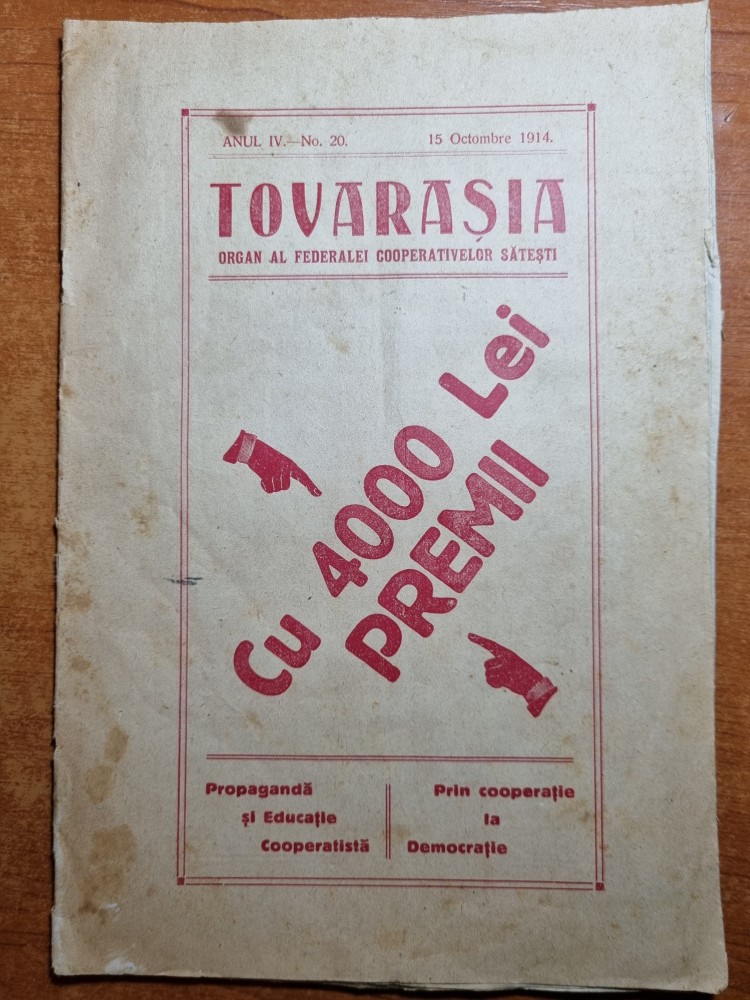 ANUL IV.—No. 20. 15 Octombre 1914.
TOVARAȘIA
ORGAN AL FEDERALEI COOPERATIVELOR SĂTEȘTI
Cu 4000 Lei
PREMII
Propagandă
și Educație
Cooperatistă
Prin cooperație
la
Democrație